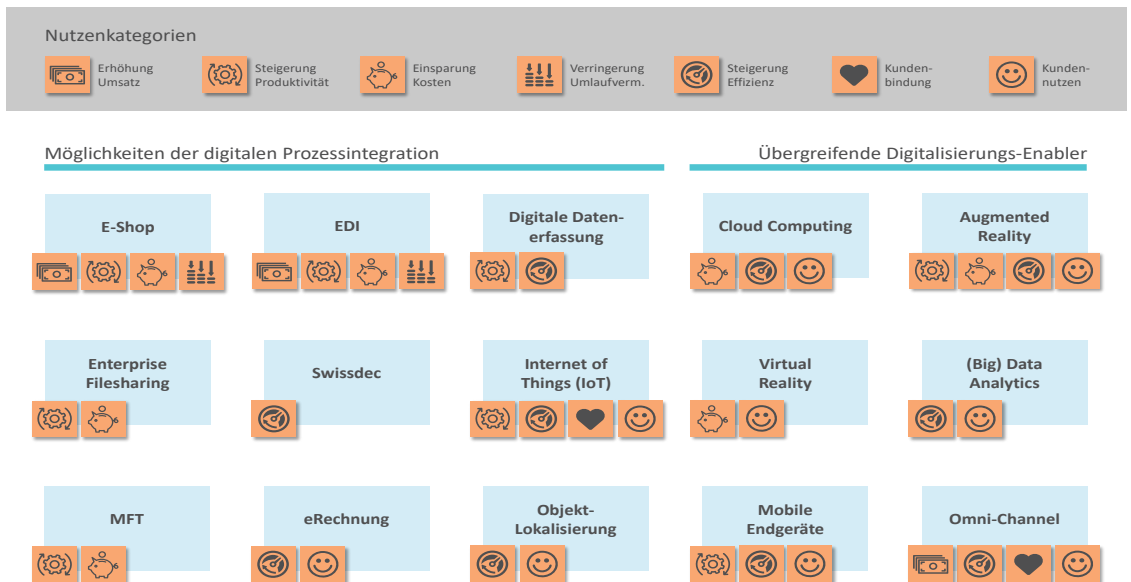 Nutzenkategorien
Erhöhung
Umsatz
Steigerung
Produktivität
Einsparung
Kosten
Verringerung
Umlaufverm.
Steigerung
Effizienz
Kunden-
bindung
Kunden-
nutzen
Möglichkeiten der digitalen Prozessintegration
Übergreifende Digitalisierungs-Enabler
E-Shop
EDI
Digitale Daten-
erfassung
Cloud Computing
Augmented
Reality
Enterprise
Filesharing
Swissdec
Internet of
Things (IoT)
Virtual
Reality
(Big) Data
Analytics
MFT
eRechnung
Objekt-
Lokalisierung
Mobile
Endgeräte
Omni-Channel